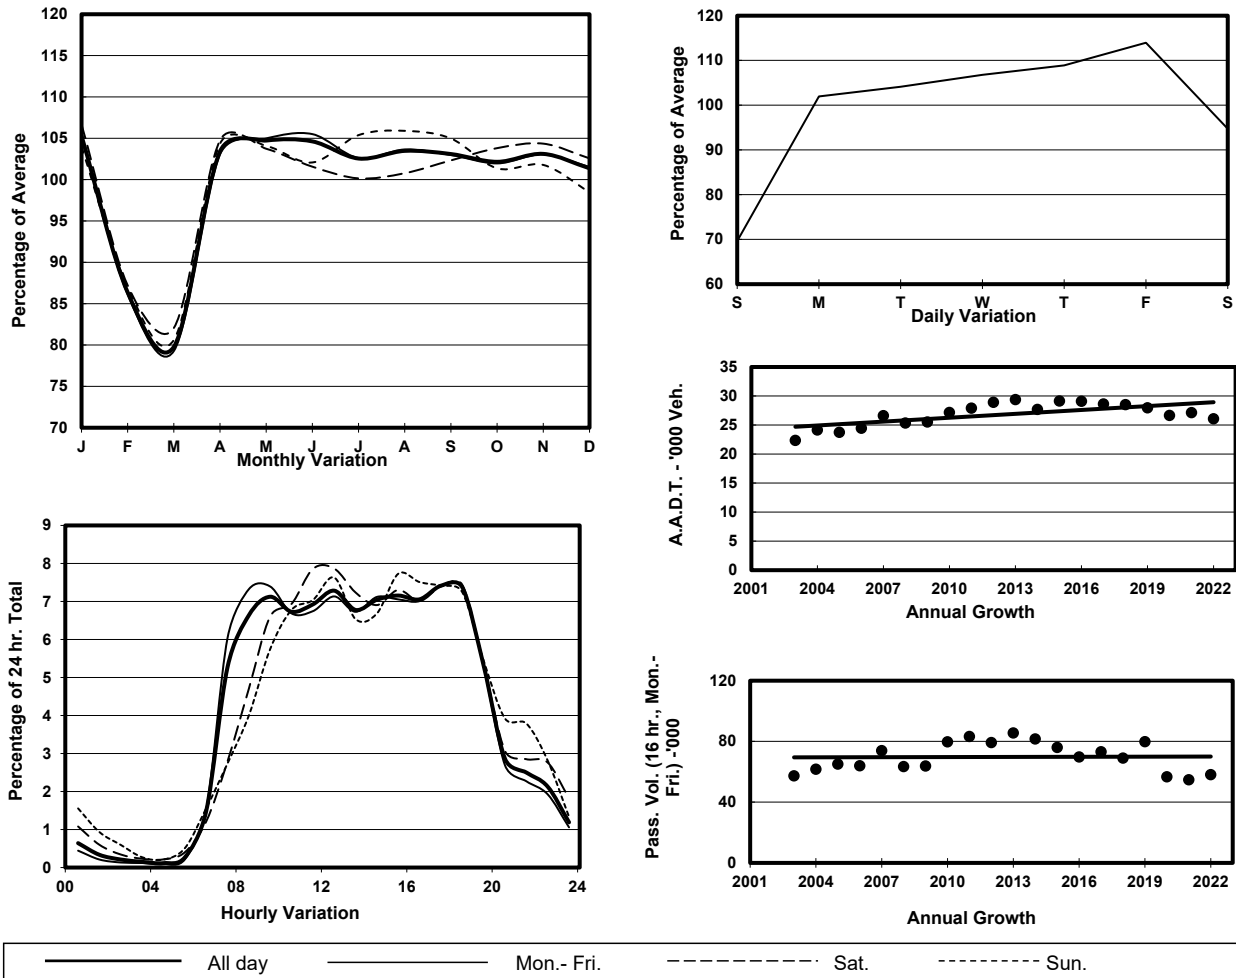 120
115
110
105
100
95
90
85
80
75
70
Percentage of Average
J F M A M J J A S O N D
Monthly Variation
120
110
100
90
80
70
60
Percentage of Average
S M T W T F S
Daily Variation
35
30
25
20
15
10
5
0
A.A.D.T. - '000 Veh.
2001 2004 2007 2010 2013 2016 2019 2022
Annual Growth
9
8
7
6
5
4
3
2
1
0
Percentage of 24 hr. Total
00 04 08 12 16 20 24
Hourly Variation
120
80
40
0
Pass. Vol. (16 hr., Mon.-
Fri.) -'000
2001 2004 2007 2010 2013 2016 2019 2022
Annual Growth
All day Mon.- Fri. Sat. Sun.